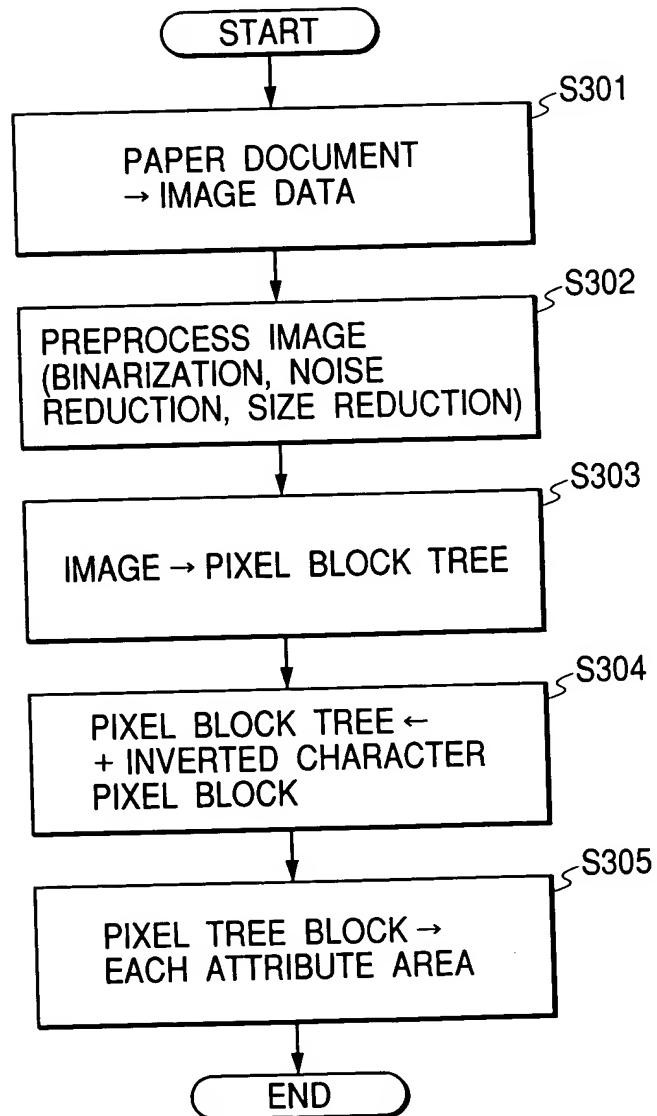 START
S301
PAPER DOCUMENT
→ IMAGE DATA
S302
PREPROCESS IMAGE
(BINARIZATION, NOISE
REDUCTION, SIZE REDUCTION)
S303
IMAGE → PIXEL BLOCK TREE
S304
PIXEL BLOCK TREE ←
+ INVERTED CHARACTER
PIXEL BLOCK
S305
PIXEL TREE BLOCK →
EACH ATTRIBUTE AREA
END